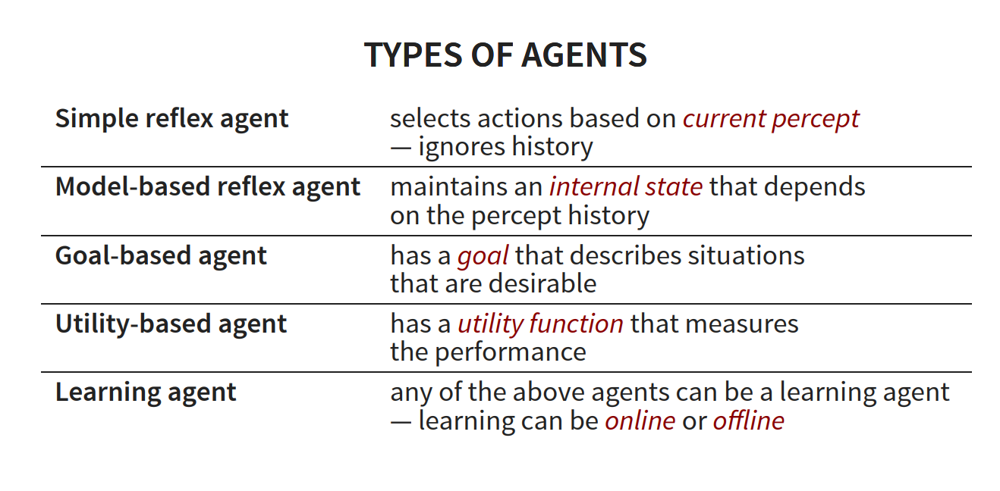 TYPES OF AGENTS
Simple reflex agent selects actions based on current percept
— ignores history
Model-based reflex agent maintains an internal state that depends
on the percept history
Goal-based agent has a goal that describes situations
that are desirable
Utility-based agent has a utility function that measures
the performance
Learning agent any of the above agents can be a learning agent
— learning can be online or offline